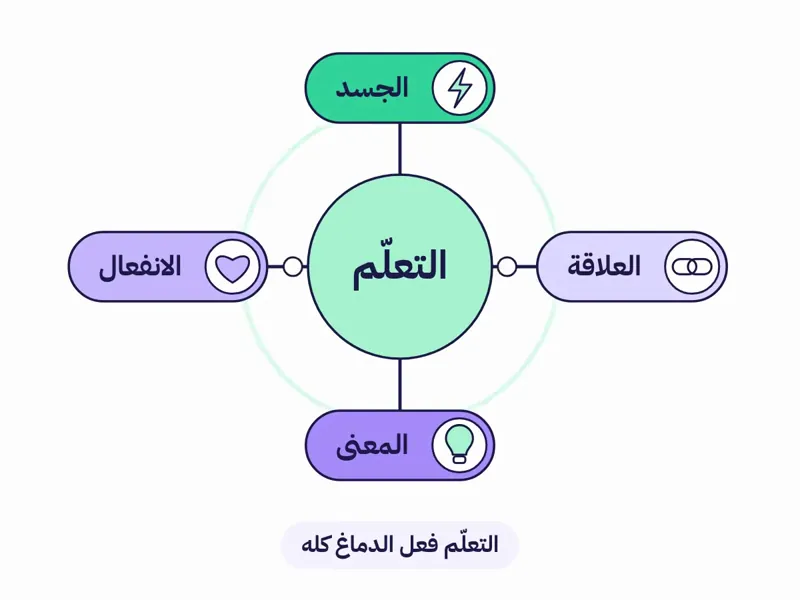 الجسد
العلاقة
التعلّم
الانفعال
المعنى
التعلّم فعل الدماغ كله